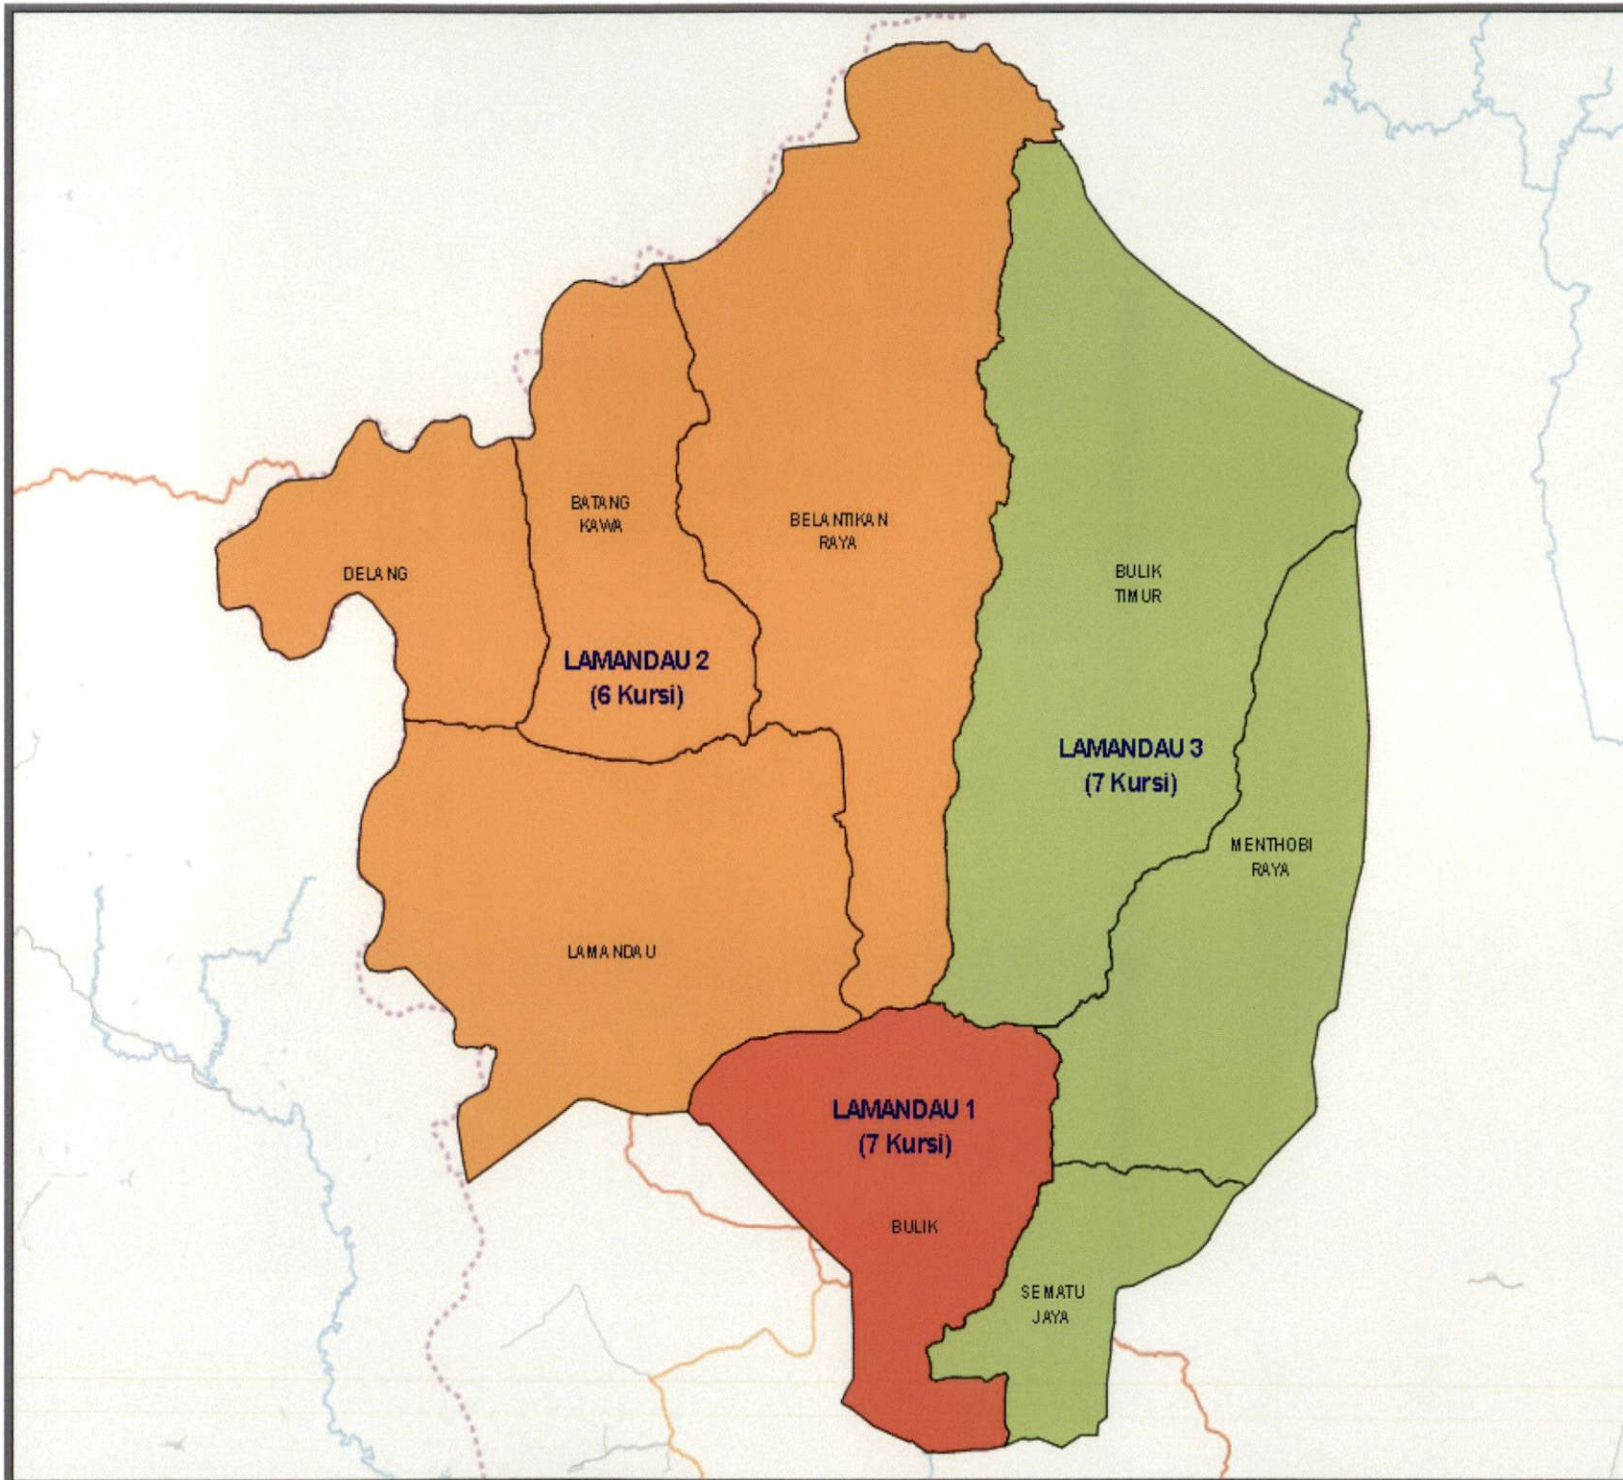 BATANG
KAWA
BELANTIKAN
RAYA
DELANG
BULIK
TIMUR
LAMANDAU 2
(6 Kursi)
LAMANDAU 3
(7 Kursi)
MENTHOBI
RAYA
LAMANDAU
LAMANDAU 1
(7 Kursi)
BULIK
SEMATU
JAYA